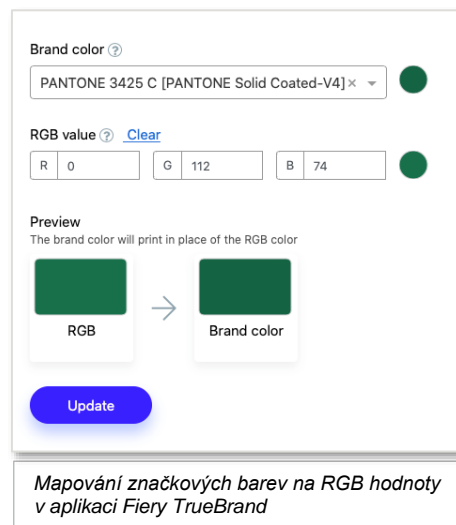 Brand color ?
PANTONE 3425 C [PANTONE Solid Coated-V4] ×
RGB value ? Clear
R 0 G 112 B 74
Preview
The brand color will print in place of the RGB color
RGB Brand color
Update
Mapování značkových barev na RGB hodnoty
v aplikaci Fiery TrueBrand